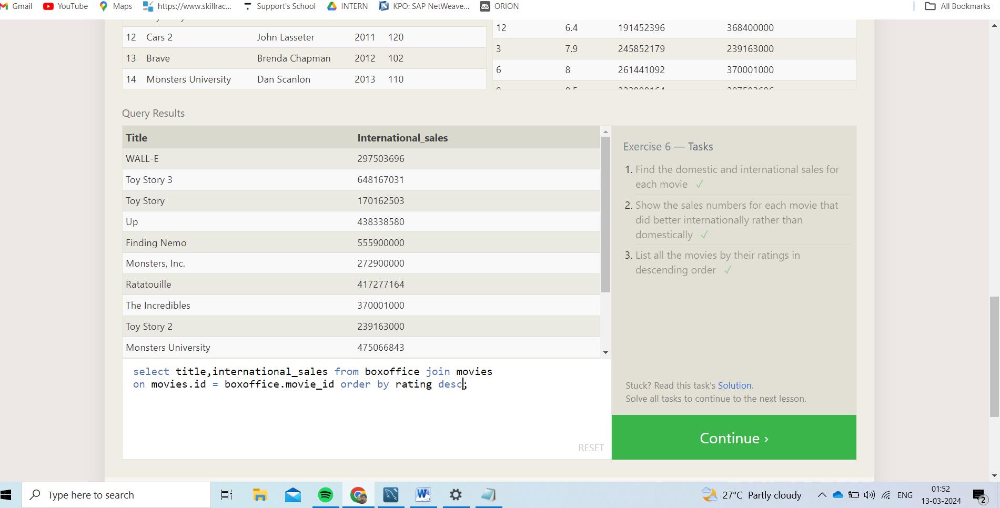 Gmail YouTube Maps https://www.skillrac... Support's School INTERN KPO: SAP NetWeave... ORION All Bookmarks
12 Cars 2 John Lasseter 2011 120
13 Brave Brenda Chapman 2012 102
14 Monsters University Dan Scanlon 2013 110
12 6.4 191452396 368400000
3 7.9 245852179 239163000
6 8 261441092 370001000
Query Results
Title International_sales
WALL-E 297503696
Toy Story 3 648167031
Toy Story 170162503
Up 438338580
Finding Nemo 555900000
Monsters, Inc. 272900000
Ratatouille 417277164
The Incredibles 370001000
Toy Story 2 239163000
Monsters University 475066843
select title,international_sales from boxoffice join movies
on movies.id = boxoffice.movie_id order by rating desc;
RESET
Exercise 6 — Tasks
1. Find the domestic and international sales for
each movie ✓
2. Show the sales numbers for each movie that
did better internationally rather than
domestically ✓
3. List all the movies by their ratings in
descending order ✓
Stuck? Read this task's Solution.
Solve all tasks to continue to the next lesson.
Continue ›
Type here to search
27°C Partly cloudy
ENG
01:52
13-03-2024
2